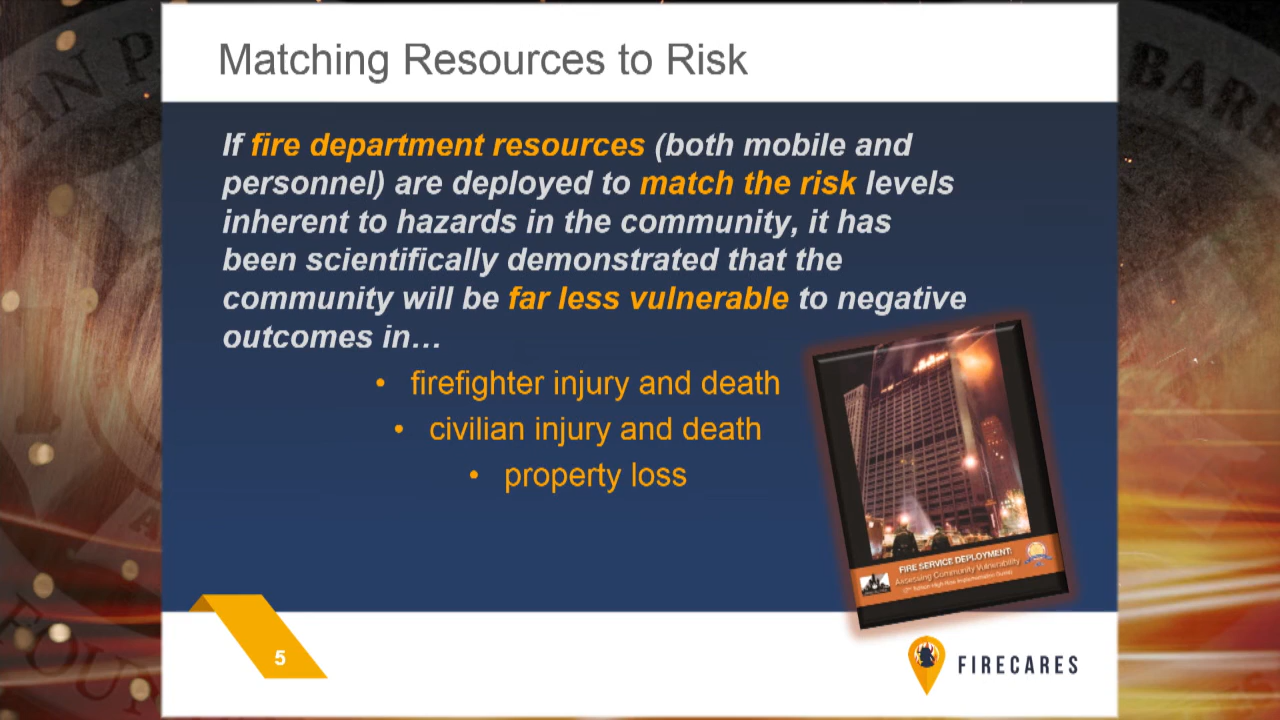 Matching Resources to Risk
If fire department resources (both mobile and
personnel) are deployed to match the risk levels
inherent to hazards in the community, it has
been scientifically demonstrated that the
community will be far less vulnerable to negative
outcomes in…
• firefighter injury and death
• civilian injury and death
• property loss
FIRE SERVICE DEPLOYMENT:
Assessing Community Vulnerability
5
FIRECARES
BARR
FOUN